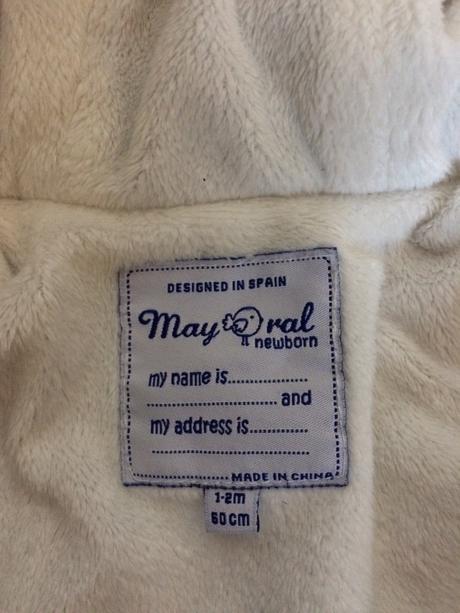 DESIGNED IN SPAIN
Mayoral
newborn
my name is..................
............................. and
my address is.............
...................................
................MADE IN CHINA
1-2m
60cm